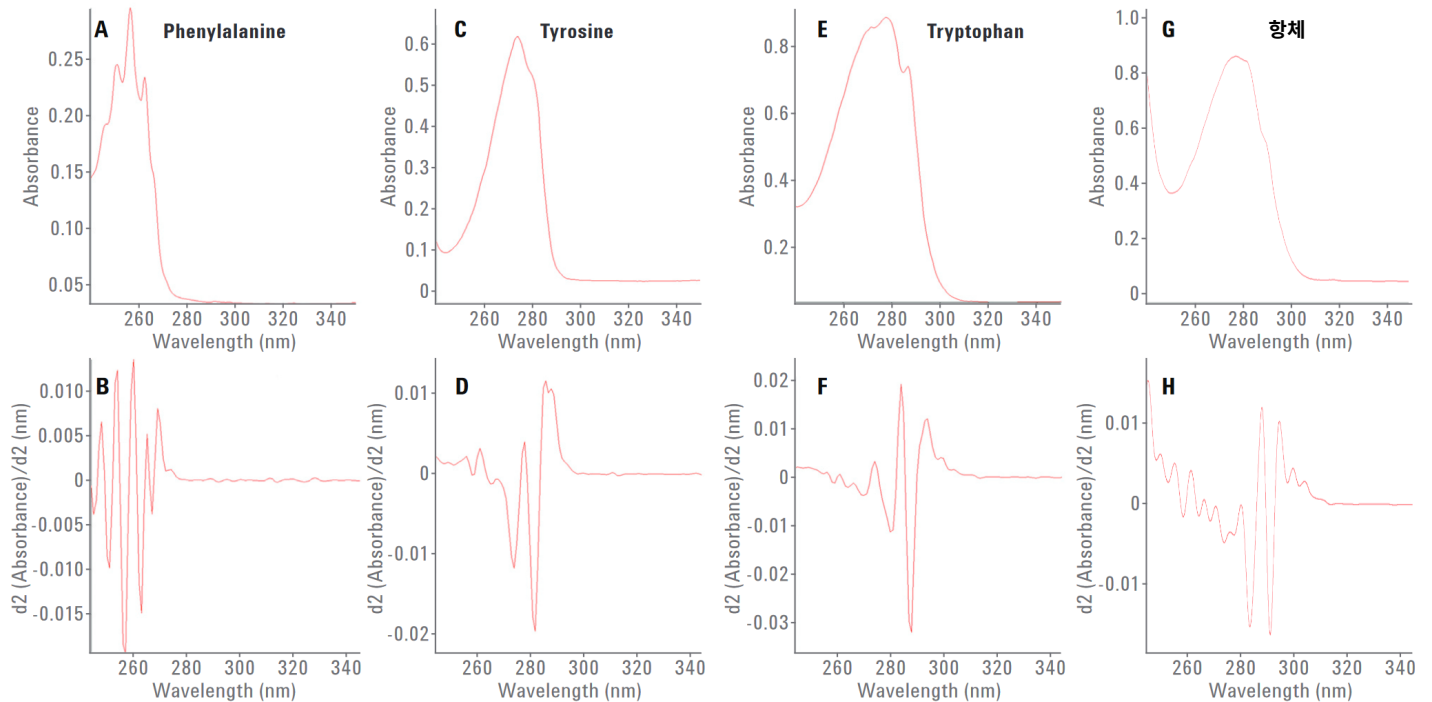 A Phenylalanine
0.25
0.20
0.15
0.10
0.05
Absorbance
260 280 300 320 340
Wavelength (nm)
C Tyrosine
0.6
0.5
0.4
0.3
0.2
0.1
0
Absorbance
260 280 300 320 340
Wavelength (nm)
E Tryptophan
0.8
0.6
0.4
0.2
Absorbance
260 280 300 320 340
Wavelength (nm)
G 항체
1.0
0.8
0.6
0.4
0.2
0
Absorbance
260 280 300 320 340
Wavelength (nm)
B
0.010
0.005
0
-0.005
-0.010
-0.015
d2 (Absorbance)/d2 (nm)
260 280 300 320 340
Wavelength (nm)
D
0.01
0
-0.01
-0.02
d2 (Absorbance)/d2 (nm)
260 280 300 320 340
Wavelength (nm)
F
0.02
0.01
0
-0.01
-0.02
-0.03
d2 (Absorbance)/d2 (nm)
260 280 300 320 340
Wavelength (nm)
H
0.01
0
-0.01
d2 (Absorbance)/d2 (nm)
260 280 300 320 340
Wavelength (nm)